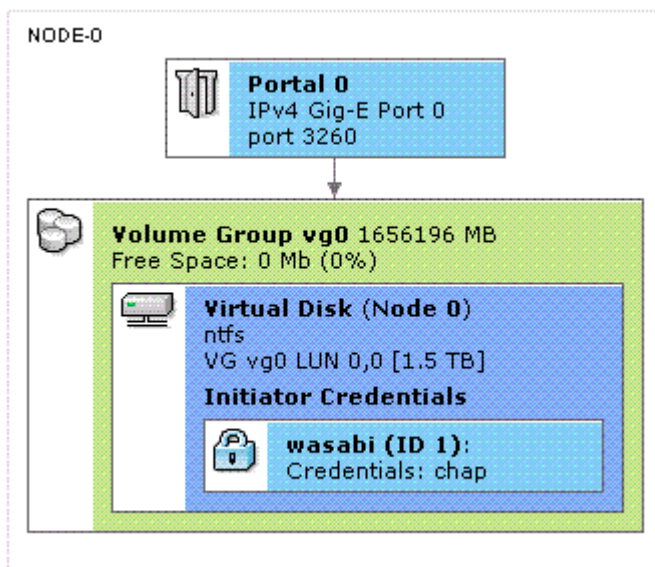 NODE-0
Portal 0
IPv4 Gig-E Port 0
port 3260
Volume Group vg0 1656196 MB
Free Space: 0 Mb (0%)
Virtual Disk (Node 0)
ntfs
VG vg0 LUN 0,0 [1.5 TB]
Initiator Credentials
wasabi (ID 1):
Credentials: chap